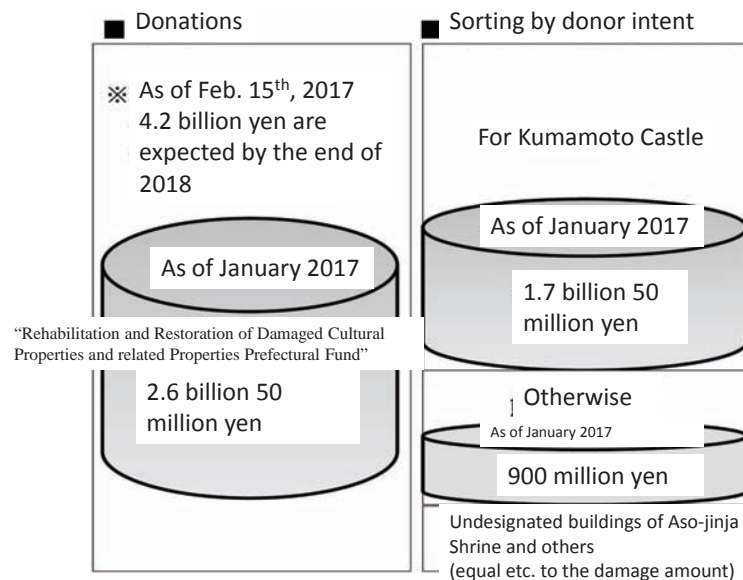 ■ Donations
※ As of Feb. 15th, 2017
4.2 billion yen are
expected by the end of
2018
As of January 2017
“Rehabilitation and Restoration of Damaged Cultural
Properties and related Properties Prefectural Fund”
2.6 billion 50
million yen
■ Sorting by donor intent
For Kumamoto Castle
As of January 2017
1.7 billion 50
million yen
Otherwise
As of January 2017
900 million yen
Undesignated buildings of Aso-jinja
Shrine and others
(equal etc. to the damage amount)